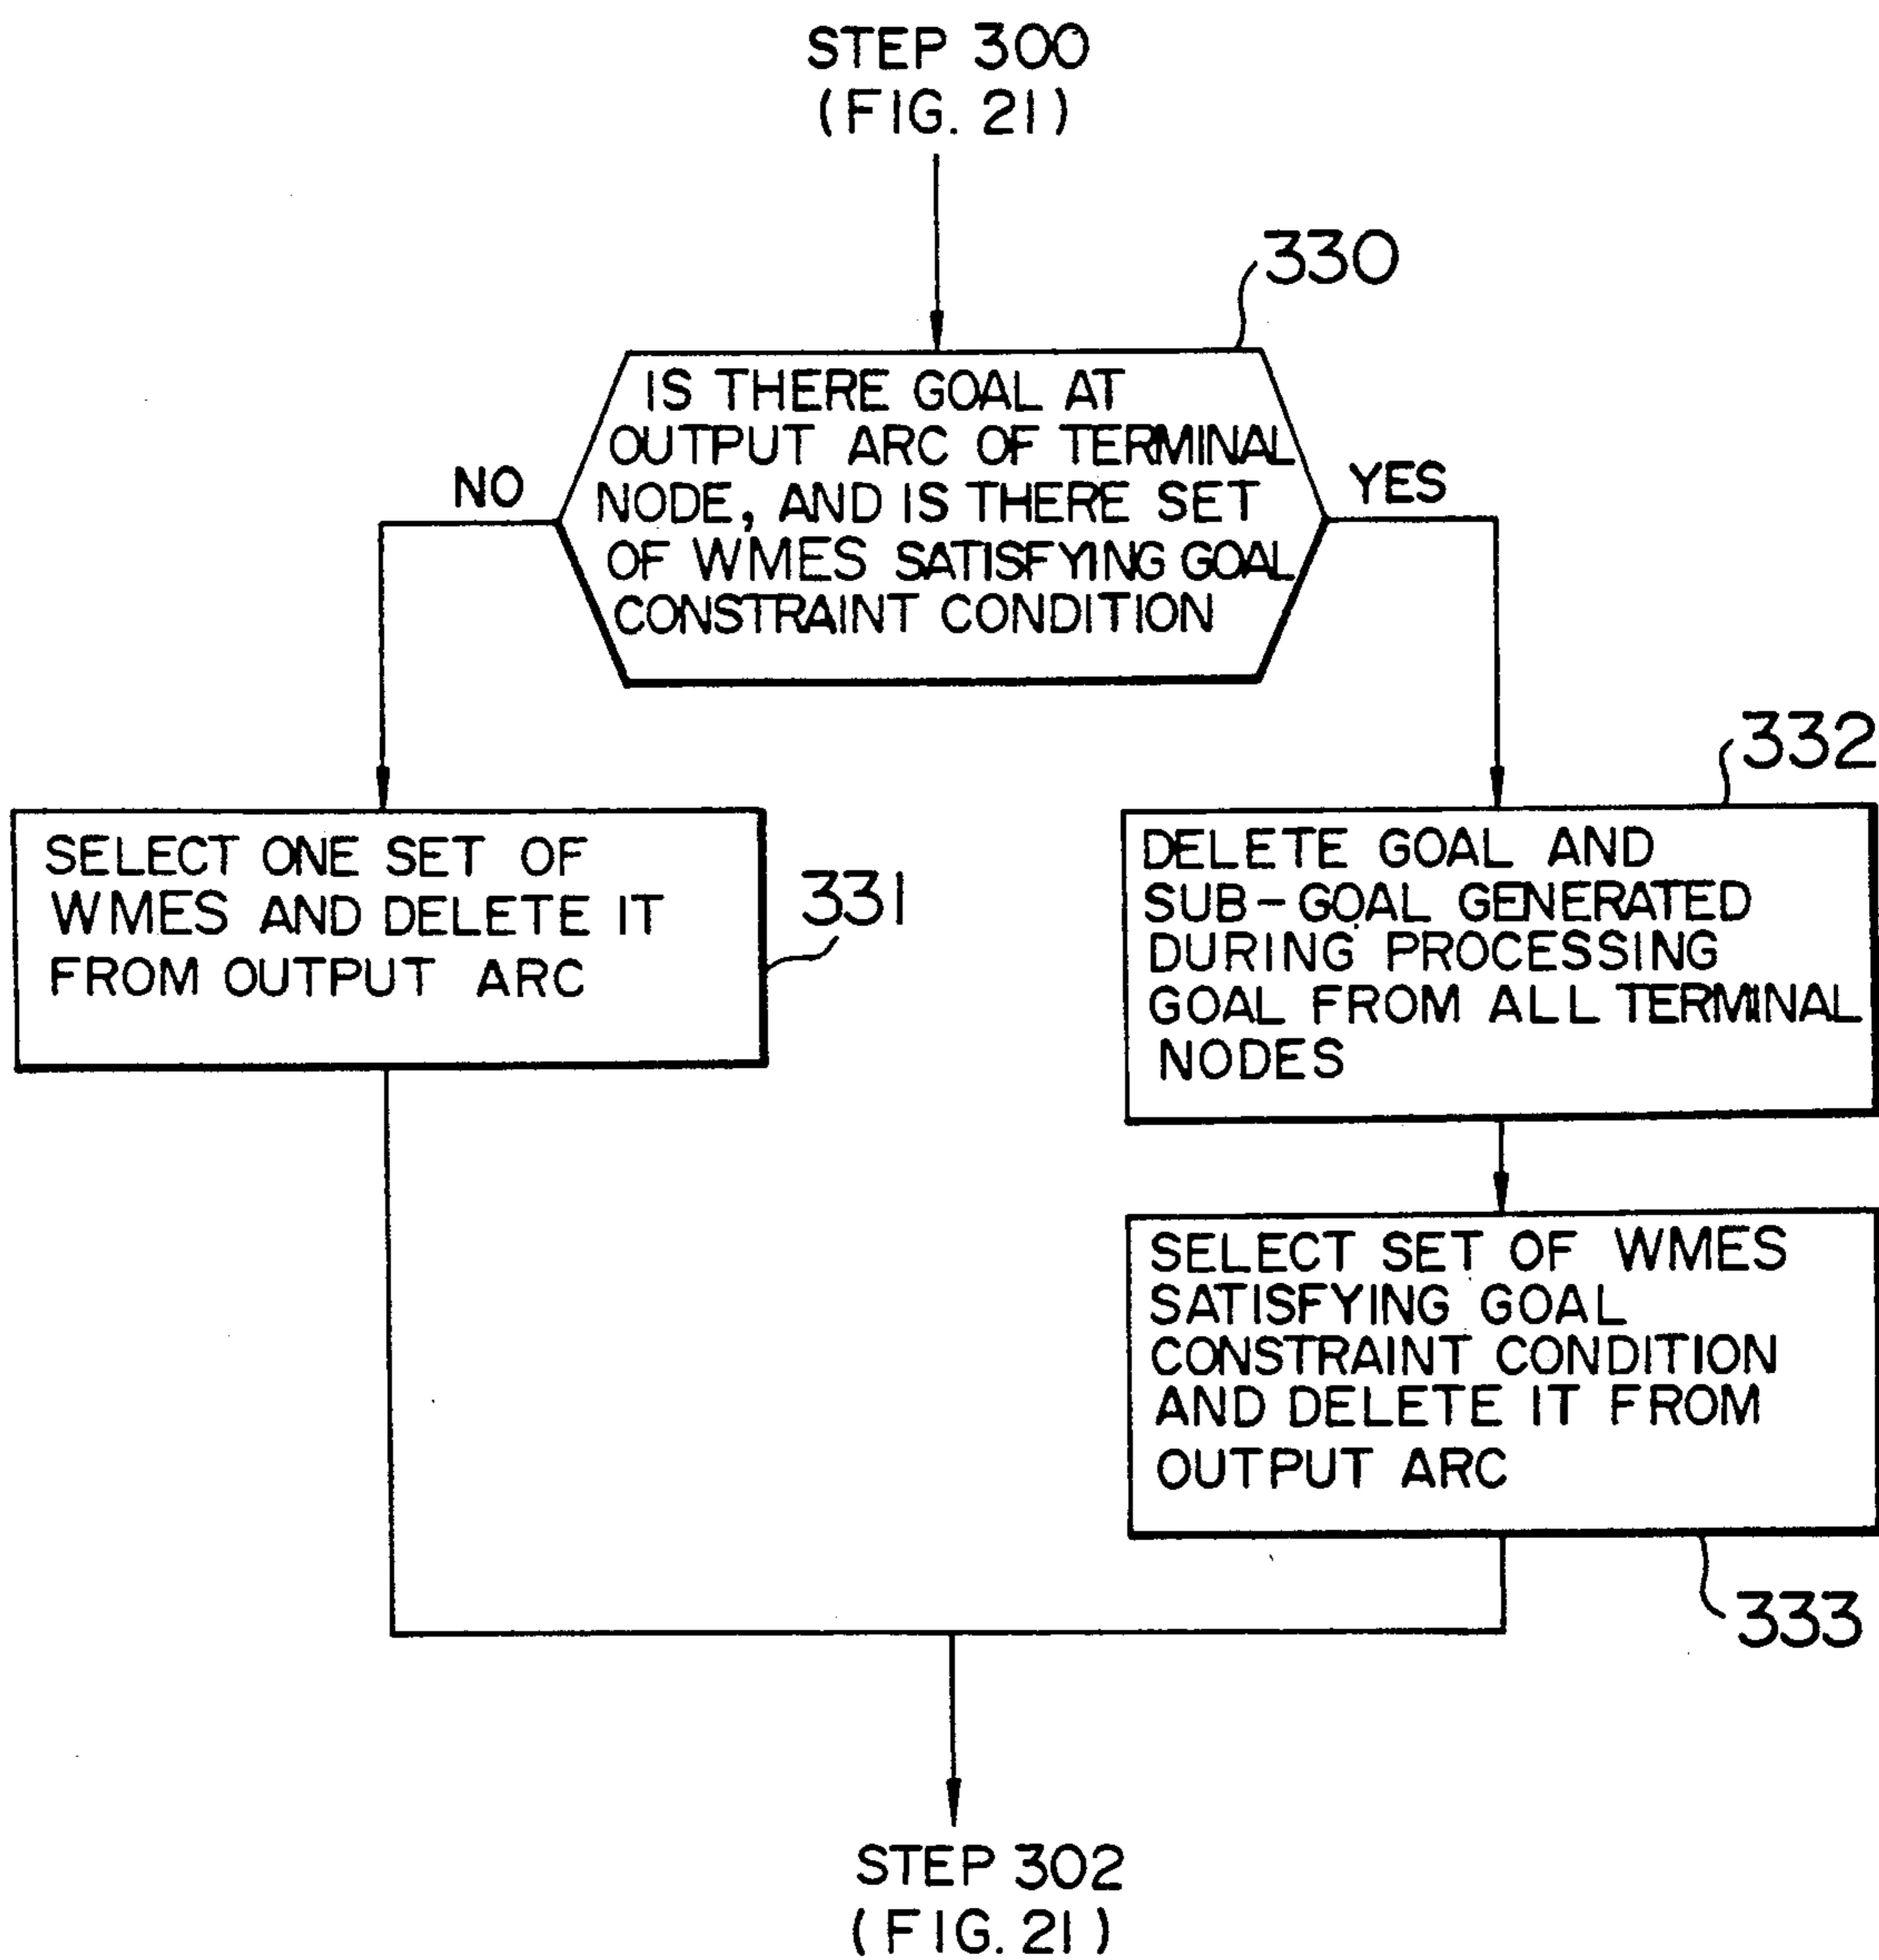 STEP 300
(FIG. 21)
330
IS THERE GOAL AT
OUTPUT ARC OF TERMINAL
NODE, AND IS THERE SET
OF WMES SATISFYING GOAL
CONSTRAINT CONDITION
NO
YES
SELECT ONE SET OF
WMES AND DELETE IT
FROM OUTPUT ARC
331
332
DELETE GOAL AND
SUB-GOAL GENERATED
DURING PROCESSING
GOAL FROM ALL TERMINAL
NODES
SELECT SET OF WMES
SATISFYING GOAL
CONSTRAINT CONDITION
AND DELETE IT FROM
OUTPUT ARC
333
STEP 302
(FIG. 21)